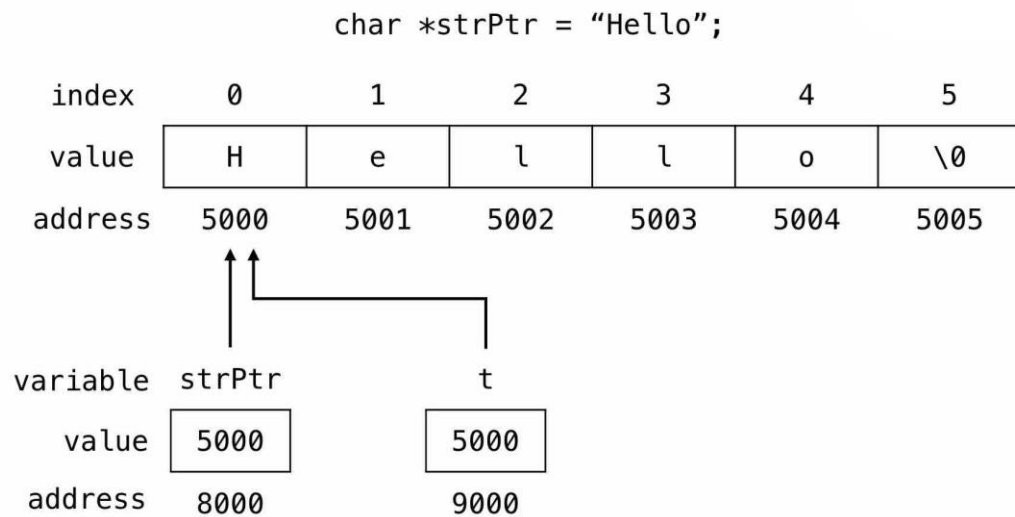 char *strPtr = “Hello”;
index 0 1 2 3 4 5
value H e l l o \0
address 5000 5001 5002 5003 5004 5005
variable strPtr t
value 5000 5000
address 8000 9000